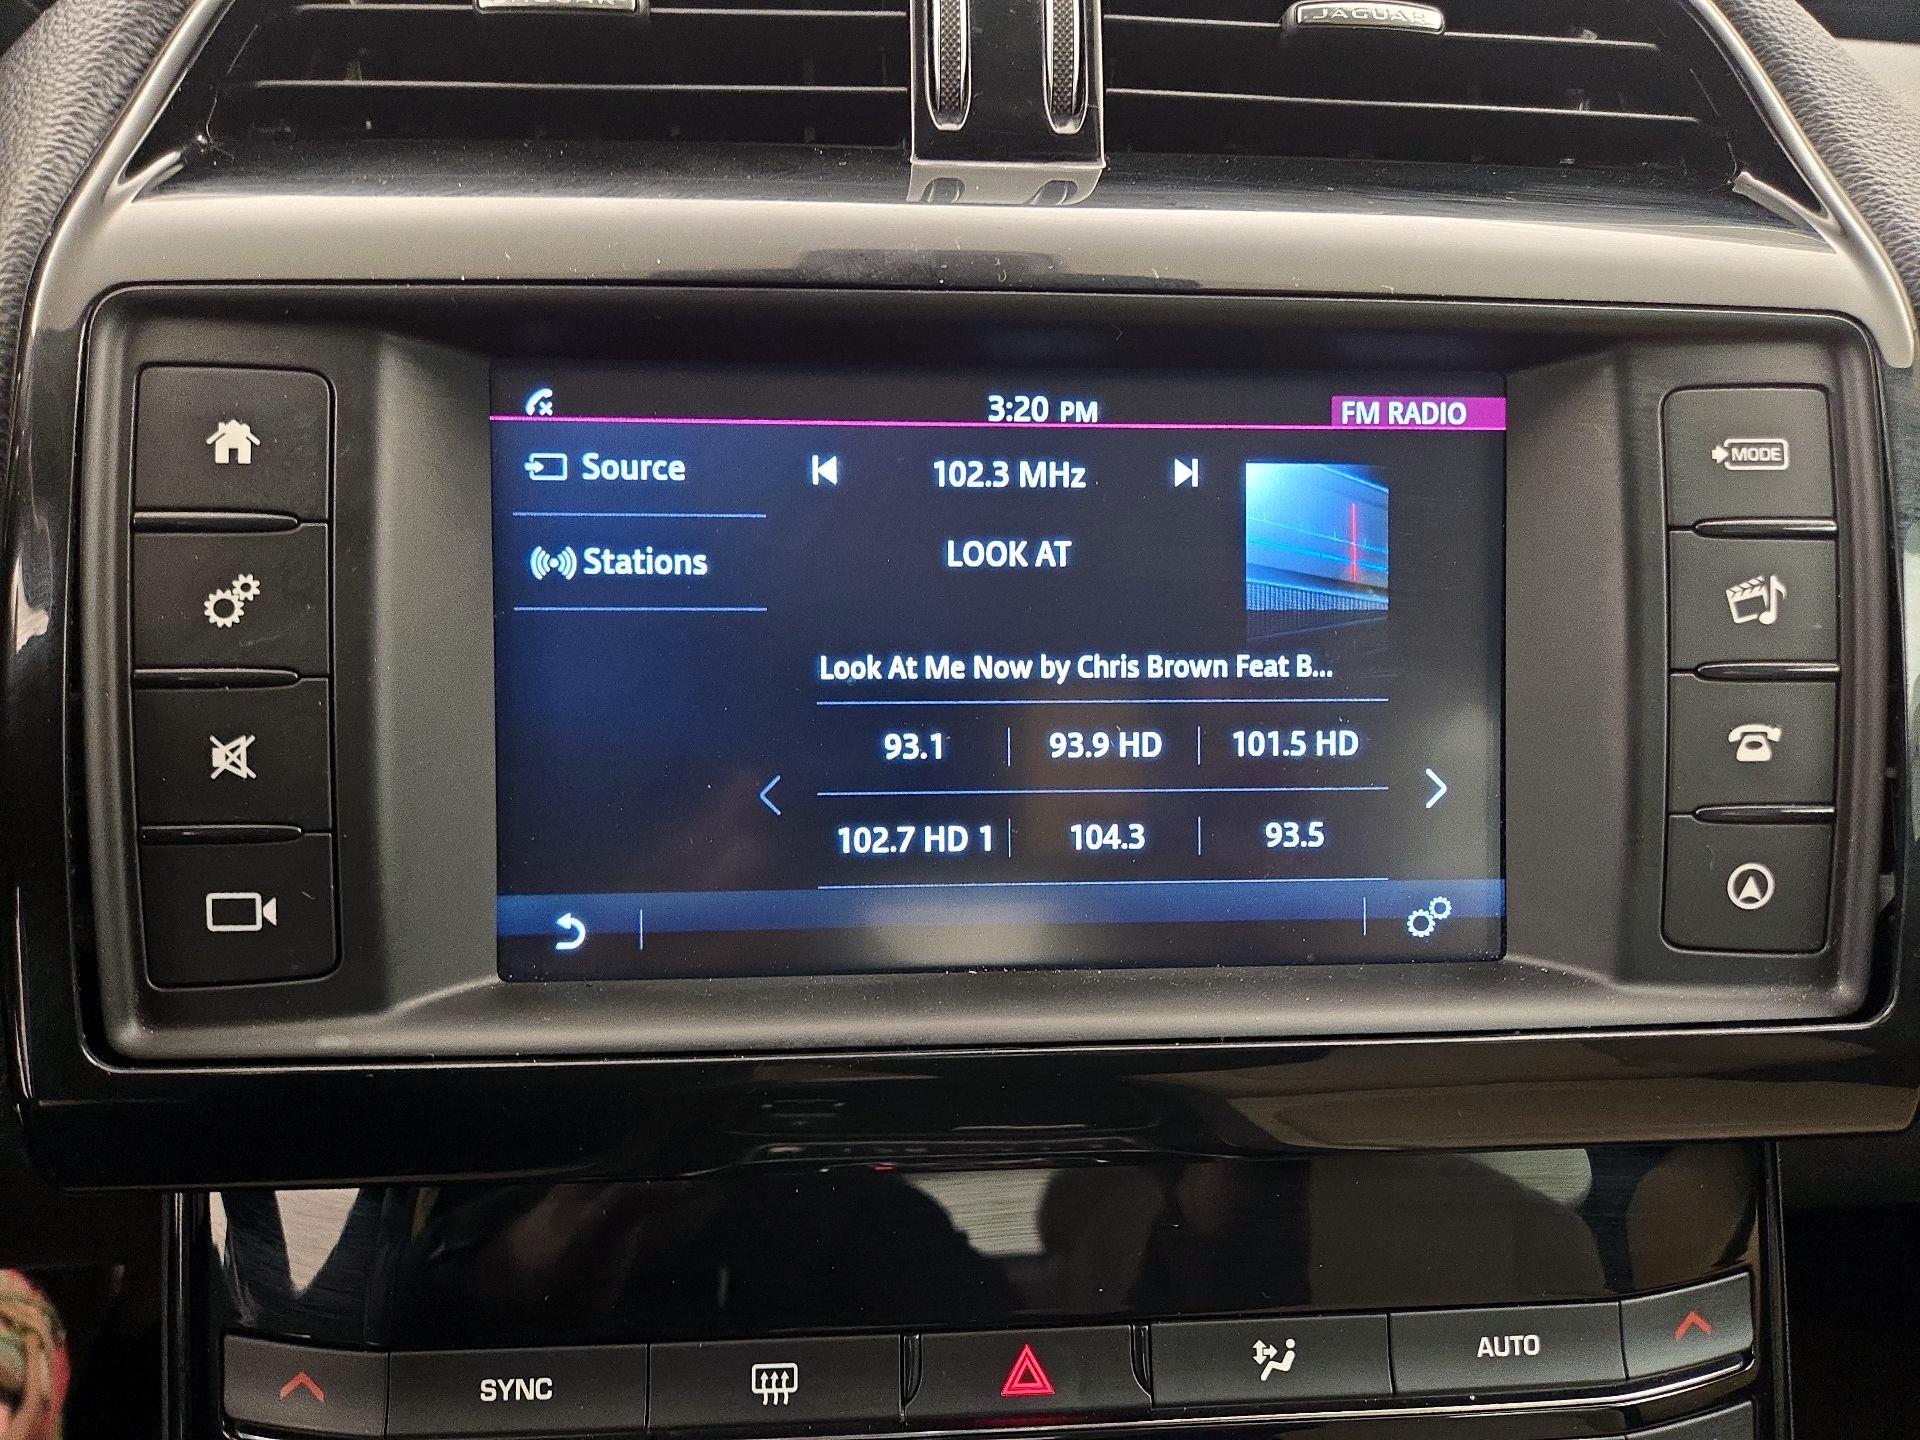 JAGUAR
JAGUAR
3:20 PM
FM RADIO
Source
102.3 MHz
MODE
Stations
LOOK AT
Look At Me Now by Chris Brown Feat B...
93.1
93.9 HD
101.5 HD
102.7 HD 1
104.3
93.5
SYNC
AUTO